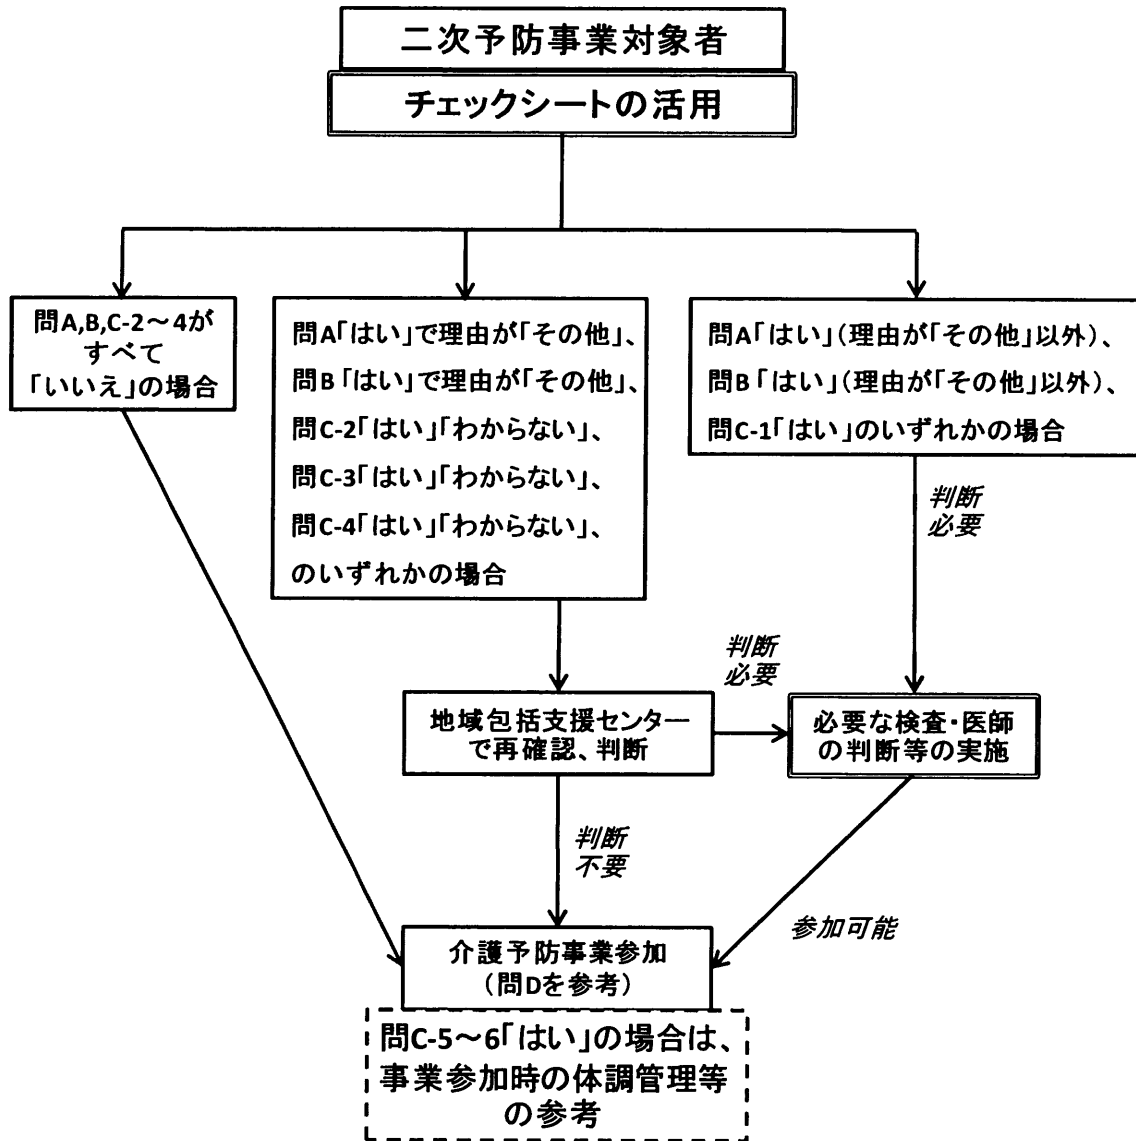 二次予防事業対象者
チェックシートの活用
問A,B,C-2～4が
すべて
「いいえ」の場合
問A「はい」で理由が「その他」、
問B「はい」で理由が「その他」、
問C-2「はい」「わからない」、
問C-3「はい」「わからない」、
問C-4「はい」「わからない」、
のいずれかの場合
問A「はい」(理由が「その他」以外)、
問B「はい」(理由が「その他」以外)、
問C-1「はい」のいずれかの場合
判断
必要
判断
必要
地域包括支援センター
で再確認、判断
必要な検査・医師
の判断等の実施
判断
不要
参加可能
介護予防事業参加
(問Dを参考)
問C-5～6「はい」の場合は、
事業参加時の体調管理等
の参考